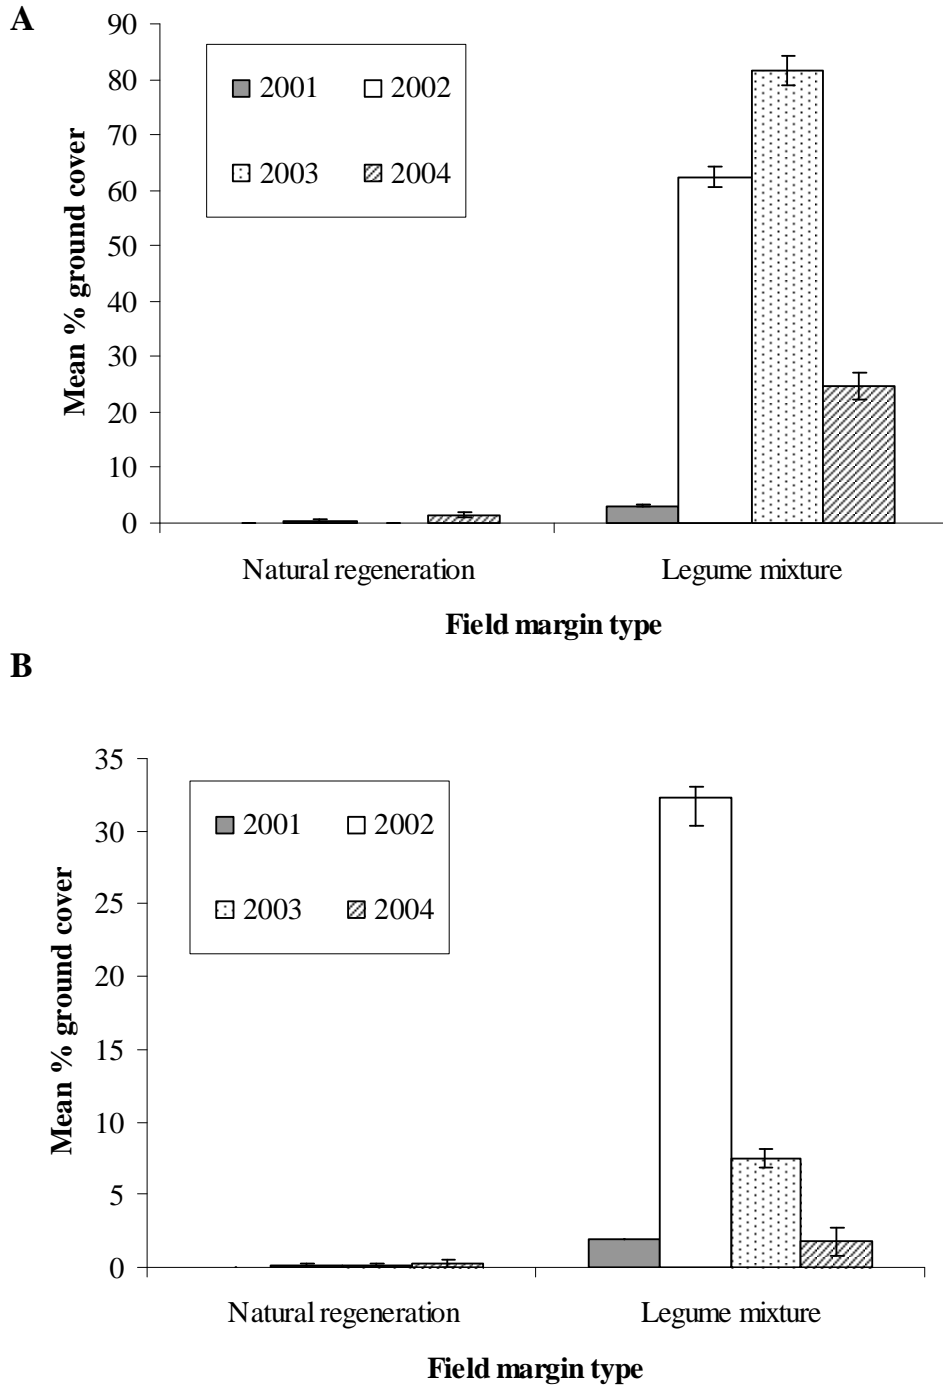 A
90
80
70
60
50
40
30
20
10
0
Mean % ground cover
2001 2002
2003 2004
Natural regeneration Legume mixture
Field margin type
B
35
30
25
20
15
10
5
0
Mean % ground cover
2001 2002
2003 2004
Natural regeneration Legume mixture
Field margin type